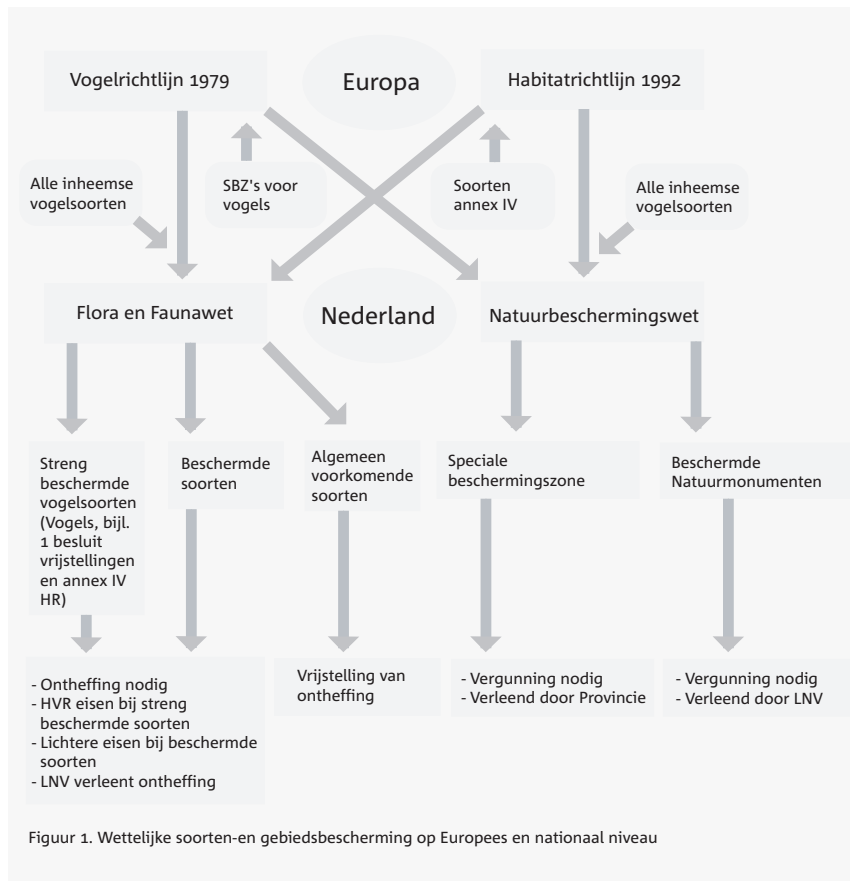 Vogelrichtlijn 1979
Europa
Habitatrichtlijn 1992
Alle inheemse
vogelsoorten
SBZ's voor
vogels
Soorten
annex IV
Alle inheemse
vogelsoorten
Flora en Faunawet
Nederland
Natuurbeschermingswet
Streng
beschermde
vogelsoorten
(Vogels, bijl.
1 besluit
vrijstellingen
en annex IV
HR)
Beschermde
soorten
Algemeen
voorkomende
soorten
Speciale
beschermingszone
Beschermde
Natuurmonumenten
- Ontheffing nodig
- HVR eisen bij streng
beschermde soorten
- Lichtere eisen bij beschermde
soorten
- LNV verleent ontheffing
Vrijstelling van
ontheffing
- Vergunning nodig
- Verleend door Provincie
- Vergunning nodig
- Verleend door LNV
Figuur 1. Wettelijke soorten-en gebiedsbescherming op Europees en nationaal niveau